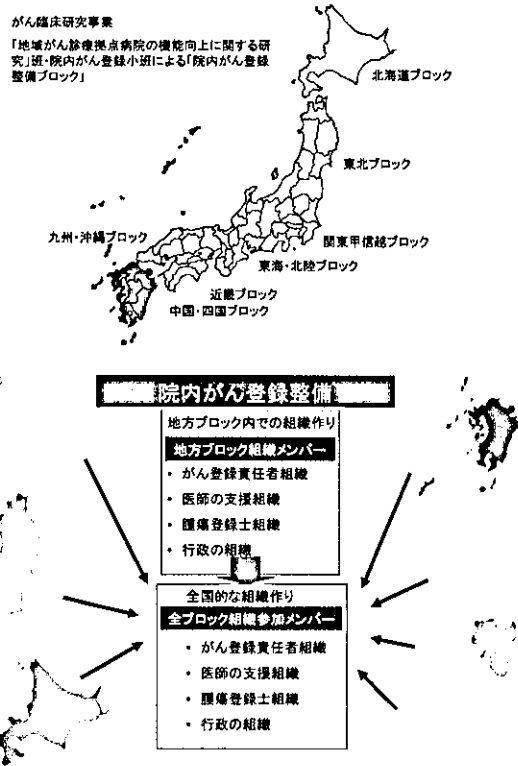 がん臨床研究事業
「地域がん診療拠点病院の機能向上に関する研
究」班・院内がん登録小班による「院内がん登録
整備ブロック」
北海道ブロック
東北ブロック
九州・沖縄ブロック
関東甲信越ブロック
東海・北陸ブロック
近畿ブロック
中国・四国ブロック
院内がん登録整備
地方ブロック内での組織作り
地方ブロック組織メンバー
・ がん登録責任者組織
・ 医師の支援組織
・ 腫瘍登録士組織
・ 行政の組織
全国的な組織作り
全ブロック組織参加メンバー
・ がん登録責任者組織
・ 医師の支援組織
・ 腫瘍登録士組織
・ 行政の組織